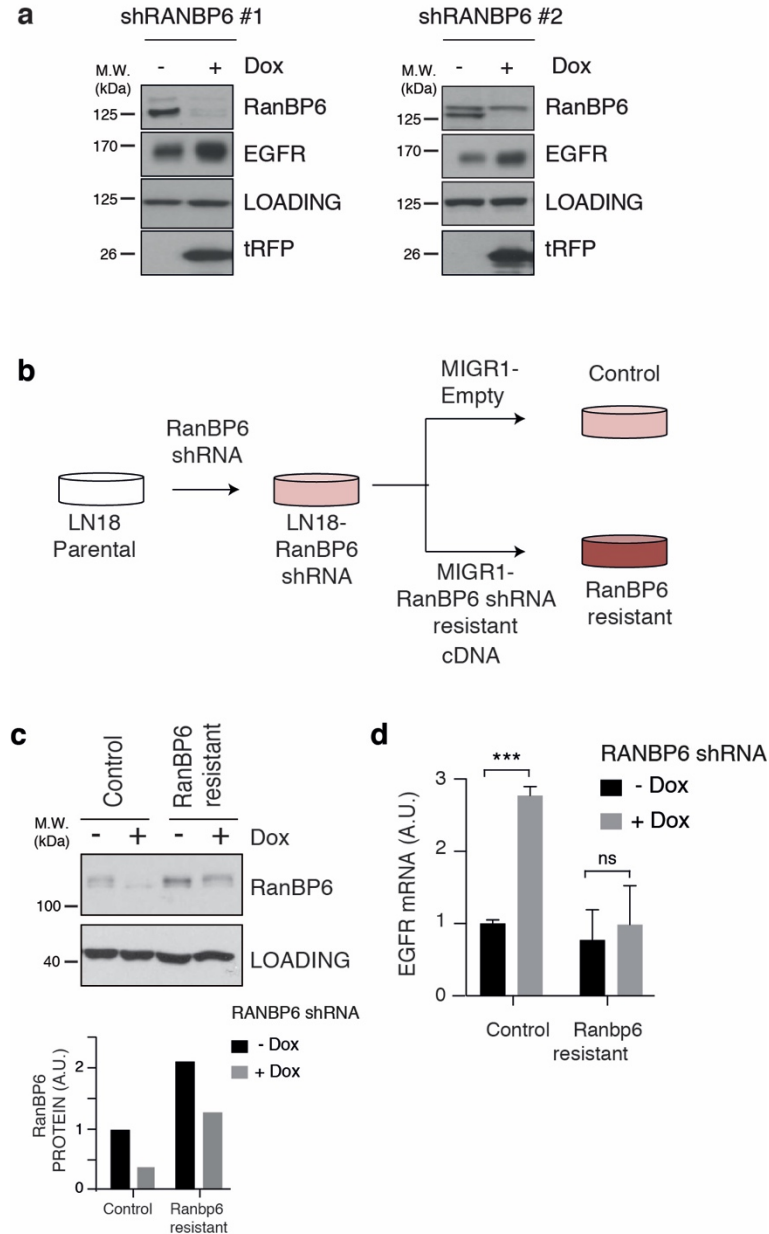 a
shRANBP6 #1
M.W.
(kDa)
- + Dox
125 RanBP6
170 EGFR
125 LOADING
26 tRFP
shRANBP6 #2
M.W.
(kDa)
- + Dox
125 RanBP6
170 EGFR
125 LOADING
26 tRFP
b
LN18
Parental
RanBP6
shRNA
LN18-
RanBP6
shRNA
MIGR1-
Empty
Control
MIGR1-
RanBP6 shRNA
resistant
cDNA
RanBP6
resistant
c
Control
RanBP6
resistant
M.W.
(kDa)
- + - + Dox
100 RanBP6
40 LOADING
RANBP6 shRNA
- Dox
+ Dox
RanBP6
PROTEIN (A.U.)
2
1
0
Control
Ranbp6
resistant
d
RANBP6 shRNA
- Dox
+ Dox
EGFR mRNA (A.U.)
3
2
1
0
***
ns
Control
Ranbp6
resistant